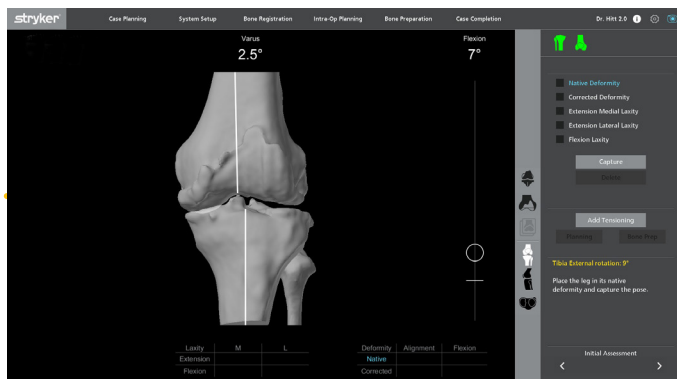 stryker
Case Planning
System Setup
Bone Registration
Intra-Op Planning
Bone Preparation
Case Completion
Dr. Hitt 2.0
Varus
2.5°
Flexion
7°
Native Deformity
Corrected Deformity
Extension Medial Laxity
Extension Lateral Laxity
Flexion Laxity
Capture
Delete
Add Tensioning
Planning
Bone Prep
Tibia External rotation: 9°
Place the leg in its native
deformity and capture the pose.
Laxity M L
Extension
Flexion
Deformity Alignment Flexion
Native
Corrected
Initial Assessment